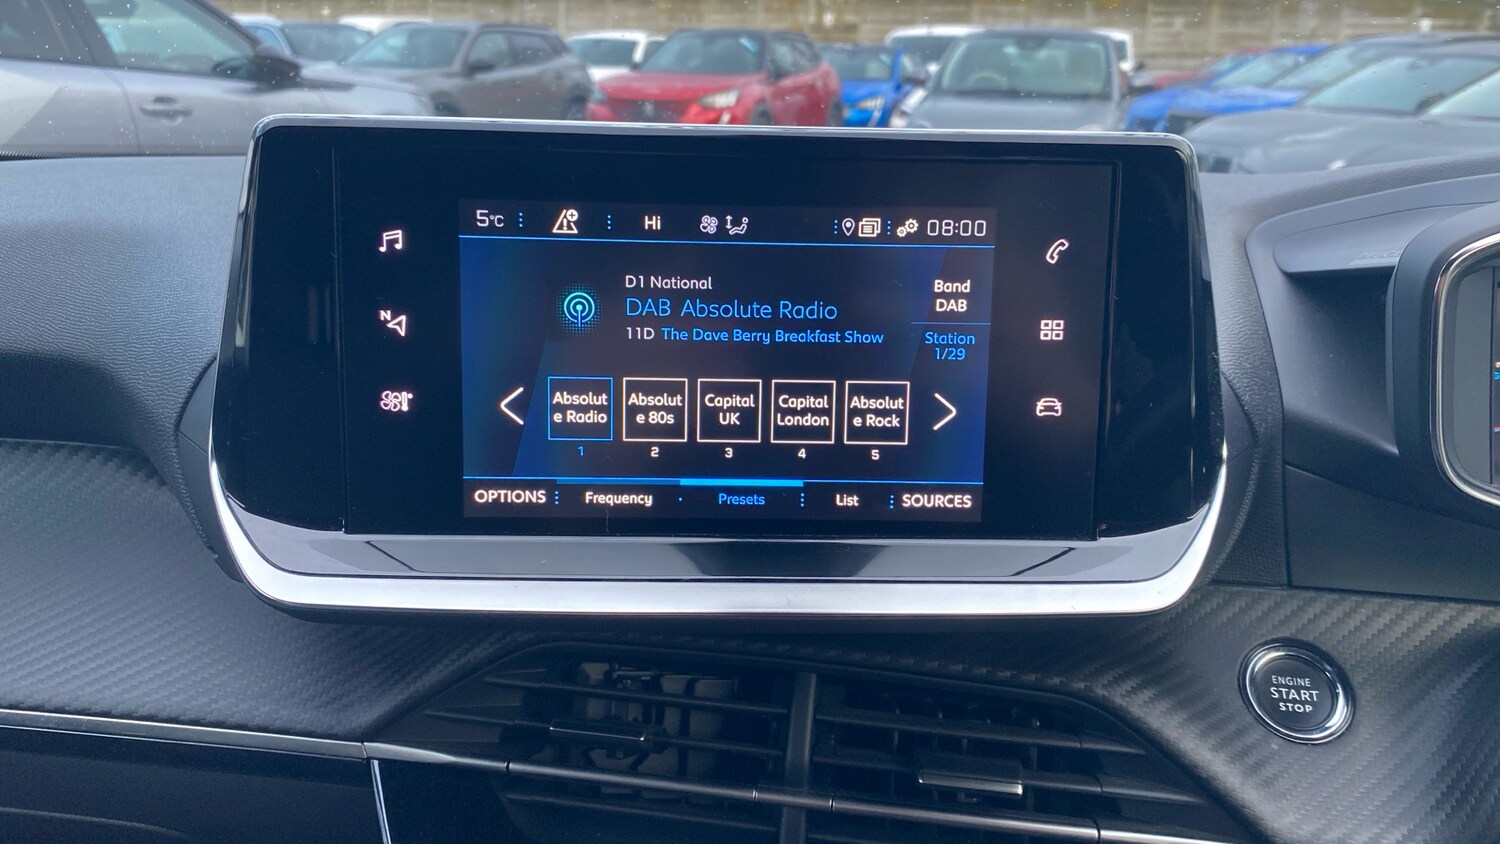 5°C
Hi
08:00
D1 National
DAB Absolute Radio
11D The Dave Berry Breakfast Show
Band
DAB
Station
1/29
N
Absolut
e Radio
Absolut
e 80s
Capital
UK
Capital
London
Absolut
e Rock
1
2
3
4
5
OPTIONS
Frequency
Presets
List
SOURCES
ENGINE
START
STOP